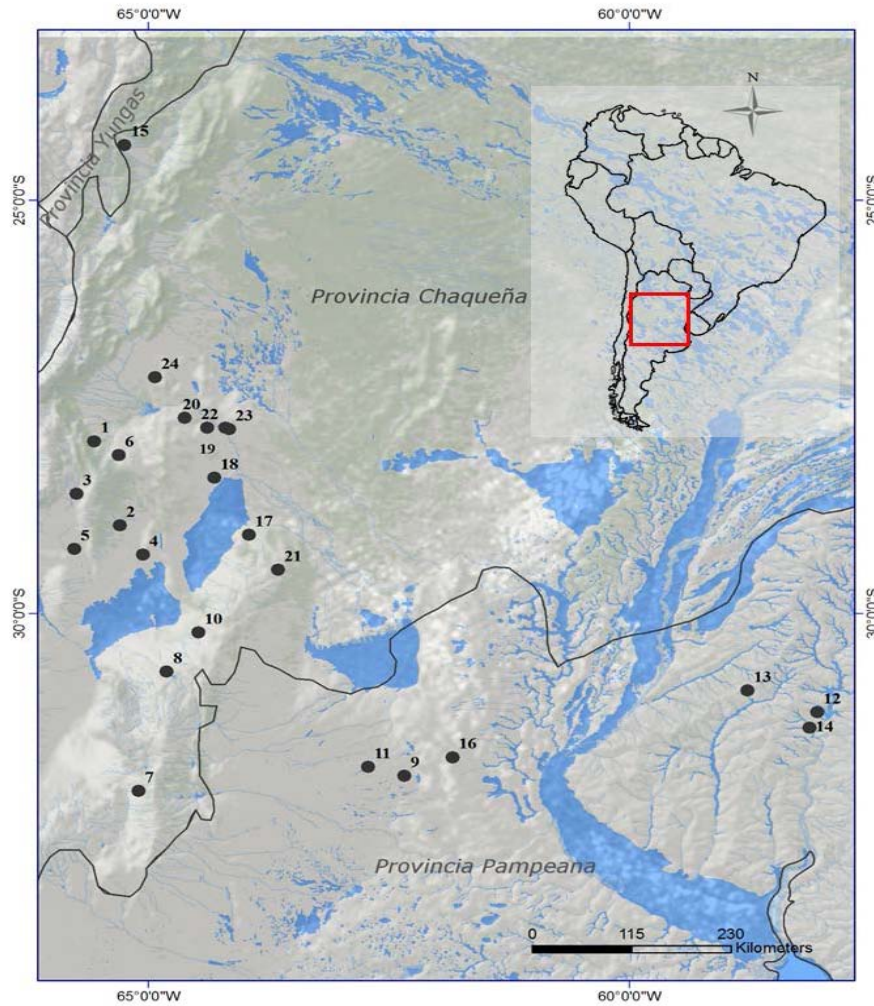 65°0'0"W 60°0'0"W
N
15
Provincia Yungas
25°0'0"S 25°0'0"S
Provincia Chaqueña
24
20
22 23
1
6
19
18
3
2
17
5 4
21
10
30°0'0"S 30°0'0"S
8
13
12
14
16
11 9
7
Provincia Pampeana
0 115 230
Kilometers
65°0'0"W 60°0'0"W